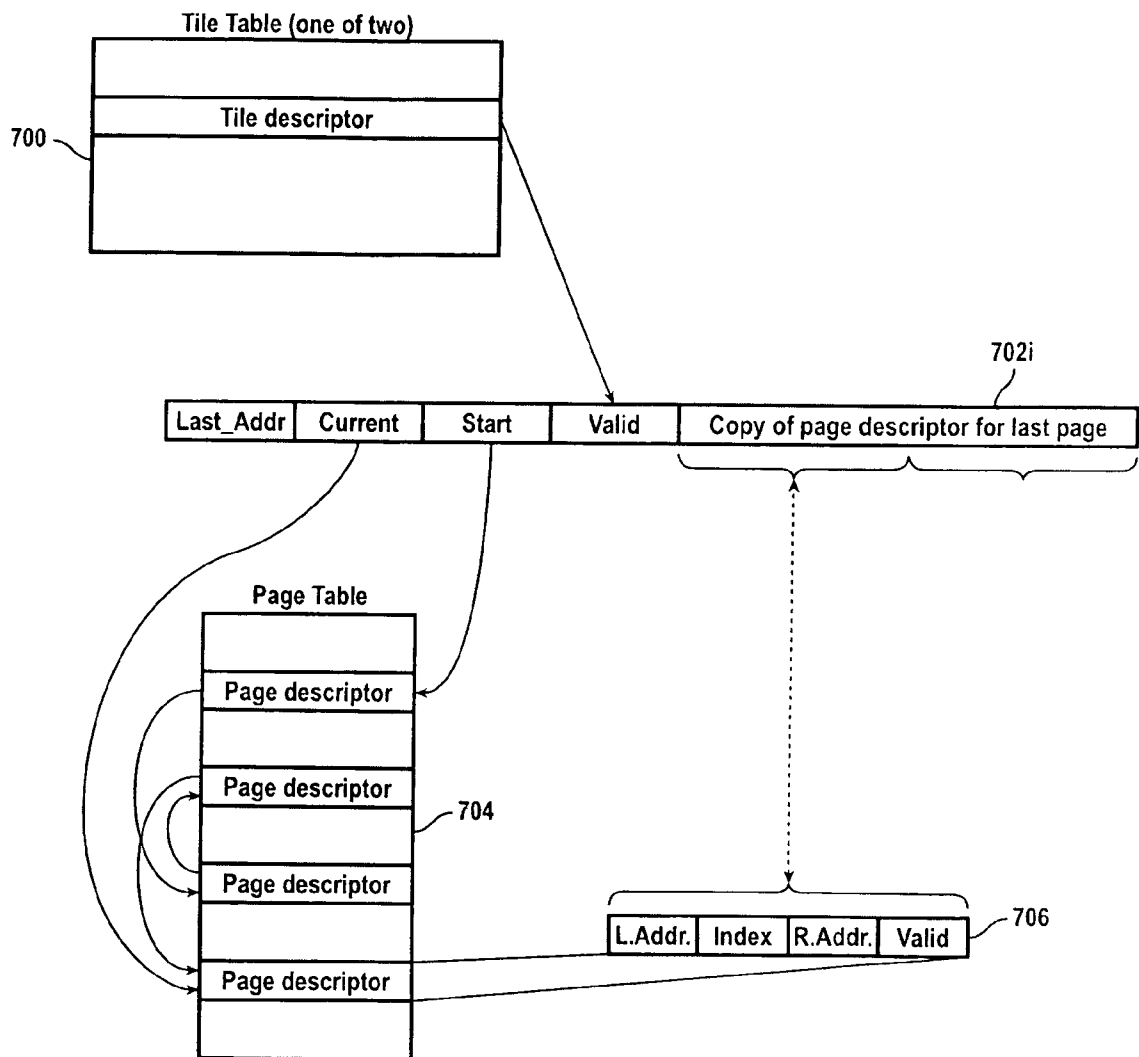 Tile Table (one of two)
Tile descriptor
700
702i
Last_Addr Current Start Valid Copy of page descriptor for last page
Page Table
Page descriptor
Page descriptor
704
Page descriptor
L.Addr. Index R.Addr. Valid
706
Page descriptor